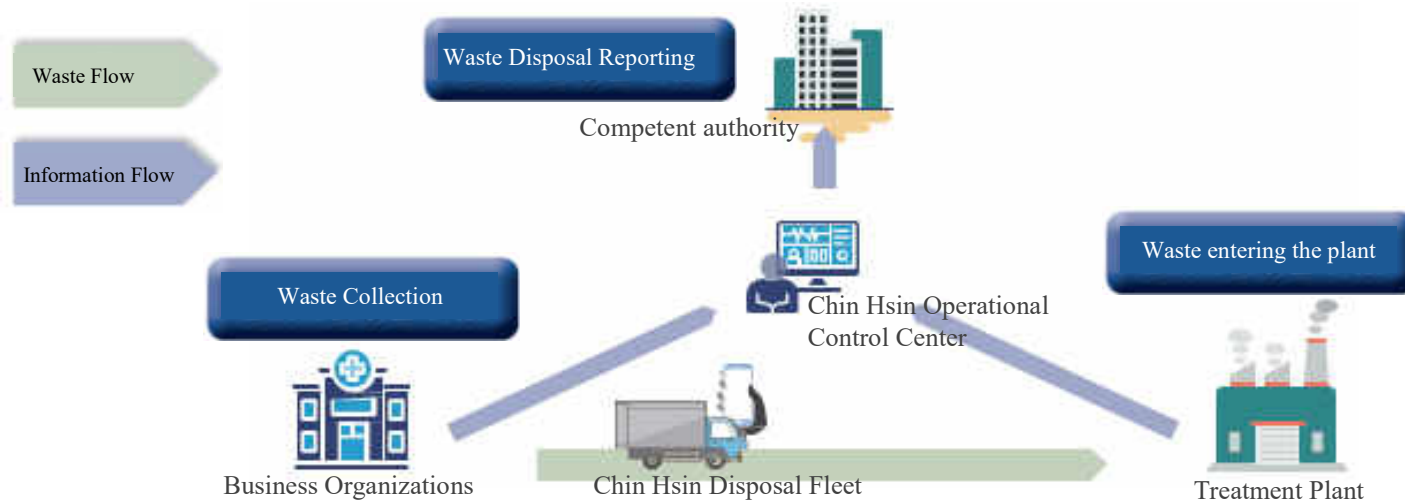 Waste Flow
Information Flow
Waste Disposal Reporting
Competent authority
Waste Collection
Waste entering the plant
Chin Hsin Operational
Control Center
Business Organizations
Chin Hsin Disposal Fleet
Treatment Plant